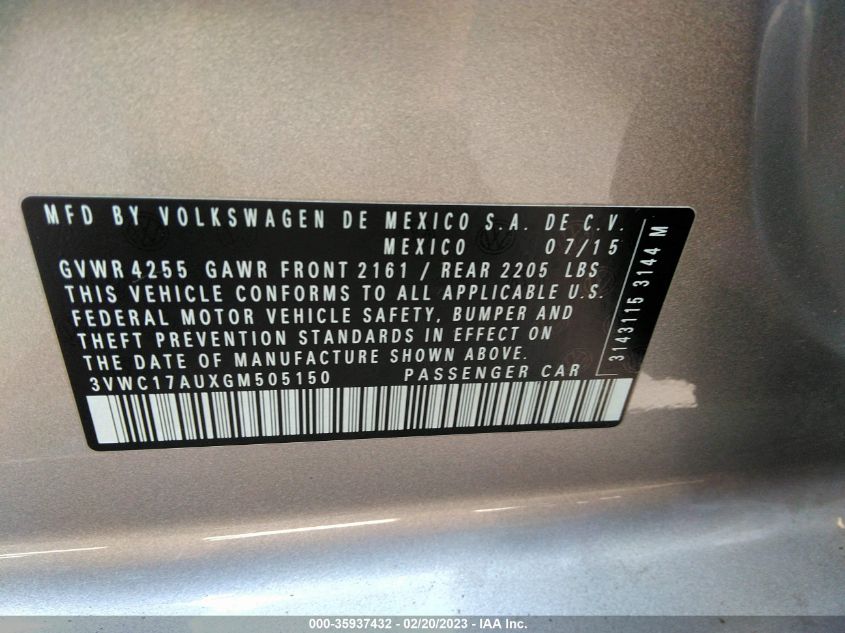 MFD BY VOLKSWAGEN DE MEXICO S.A. DE C.V.
MEXICO 07/15
GVWR 4255 GAWR FRONT 2161 / REAR 2205 LBS
THIS VEHICLE CONFORMS TO ALL APPLICABLE U.S.
FEDERAL MOTOR VEHICLE SAFETY, BUMPER AND
THEFT PREVENTION STANDARDS IN EFFECT ON
THE DATE OF MANUFACTURE SHOWN ABOVE.
3VWC17AUXGM505150 PASSENGER CAR
3143115 3144 M
000-35937432 - 02/20/2023 - IAA Inc.